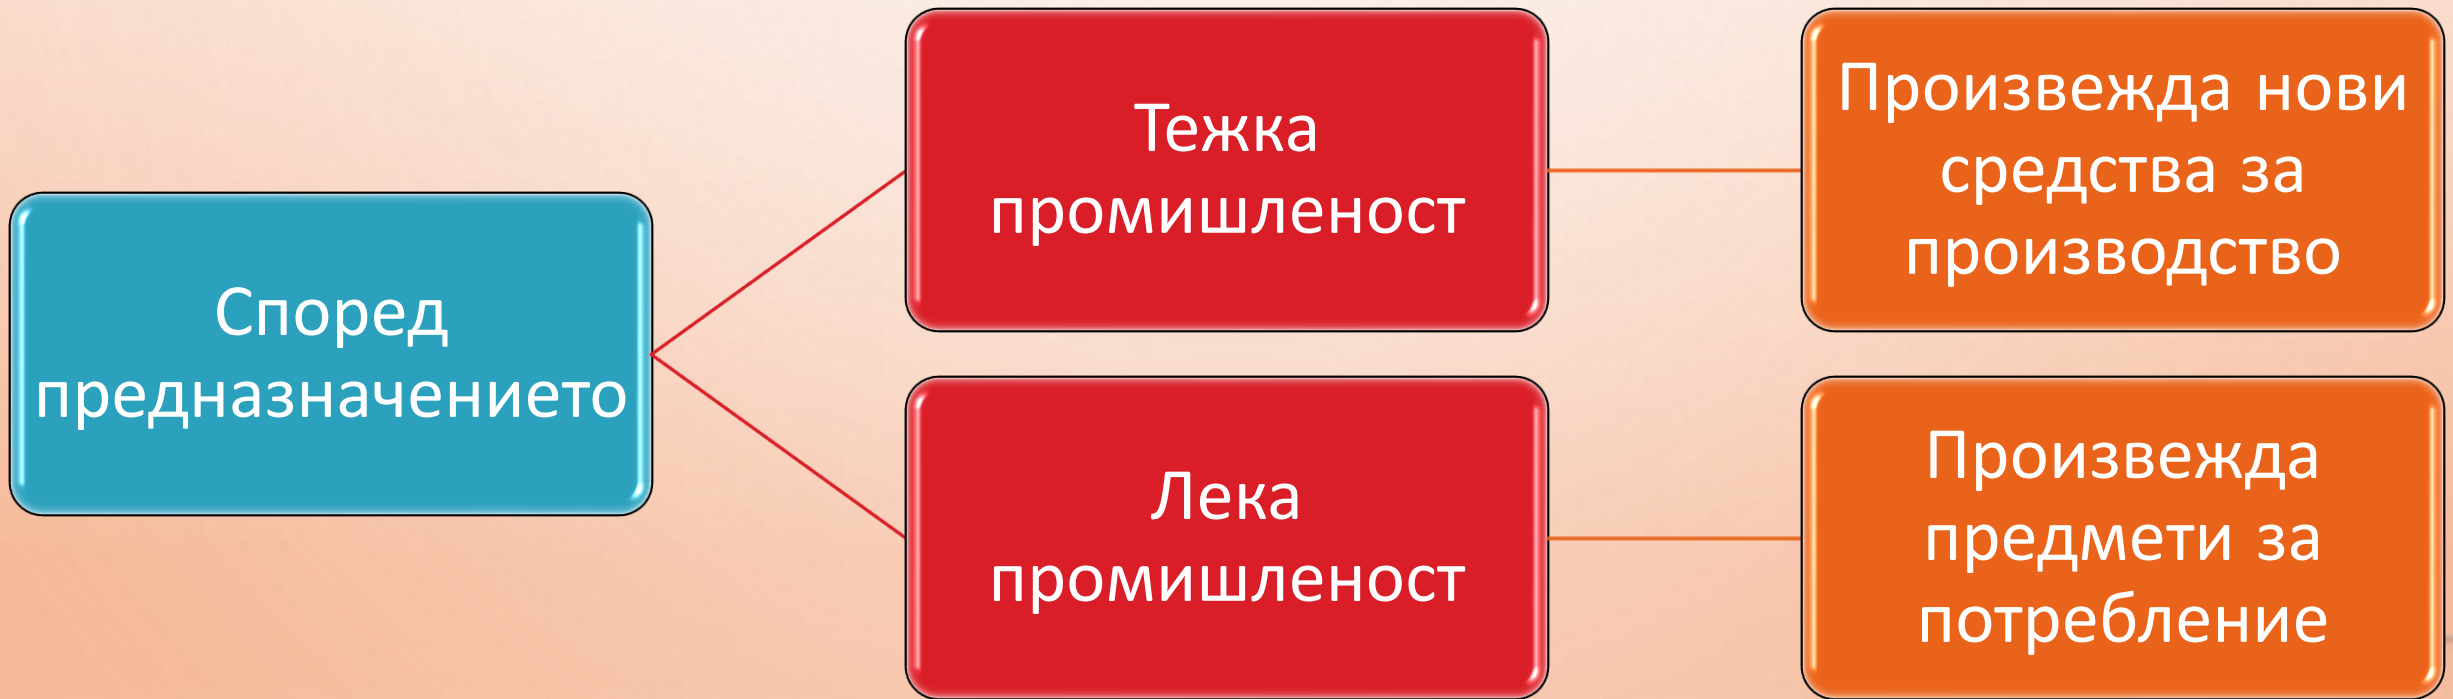 Според
предназначението
Тежка
промишленост
Произвежда нови
средства за
производство
Лека
промишленост
Произвежда
предмети за
потребление